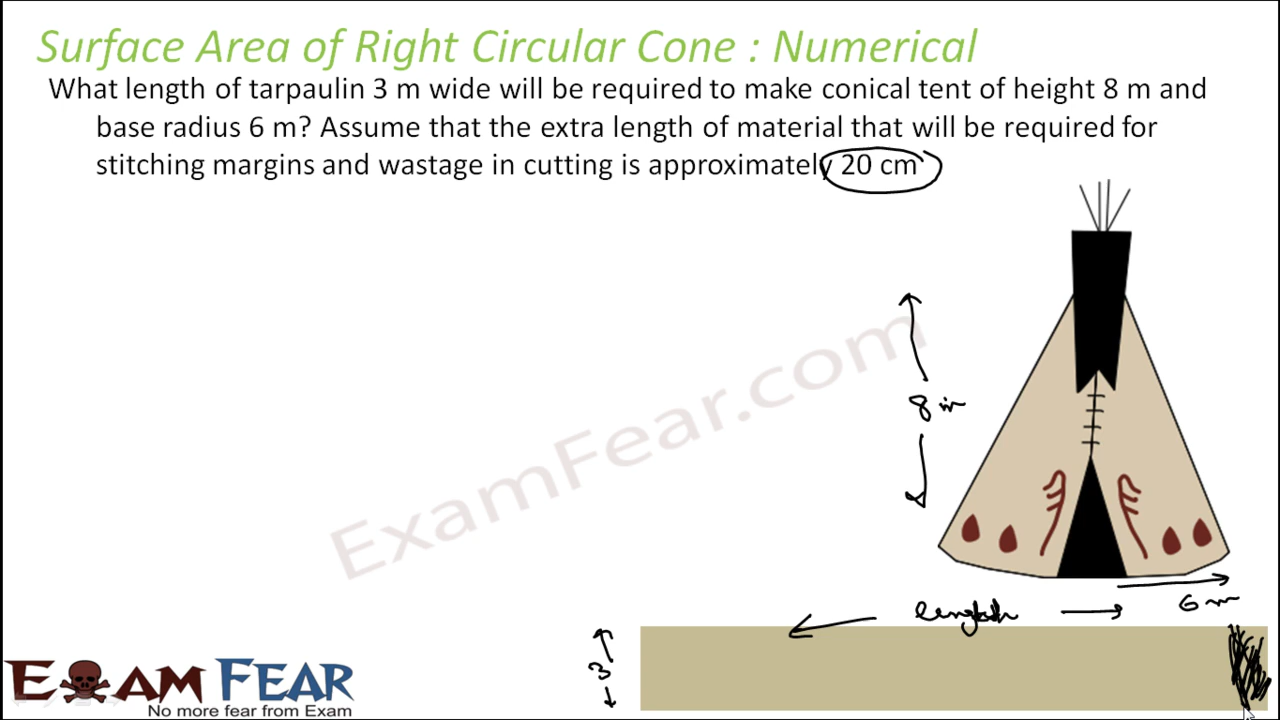 Surface Area of Right Circular Cone : Numerical
What length of tarpaulin 3 m wide will be required to make conical tent of height 8 m and
base radius 6 m? Assume that the extra length of material that will be required for
stitching margins and wastage in cutting is approximately 20 cm
ExamFear.com
8 m
6 m
length
3
EXAM FEAR
No more fear from Exam